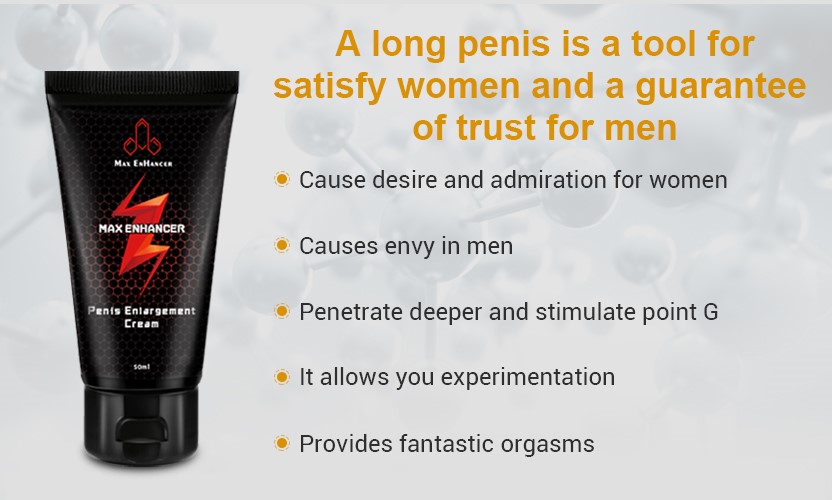 A long penis is a tool for
satisfy women and a guarantee
of trust for men
Max EnHancer
MAX ENHANCER
Penis Enlargement
Cream
50ml
Cause desire and admiration for women
Causes envy in men
Penetrate deeper and stimulate point G
It allows you experimentation
Provides fantastic orgasms